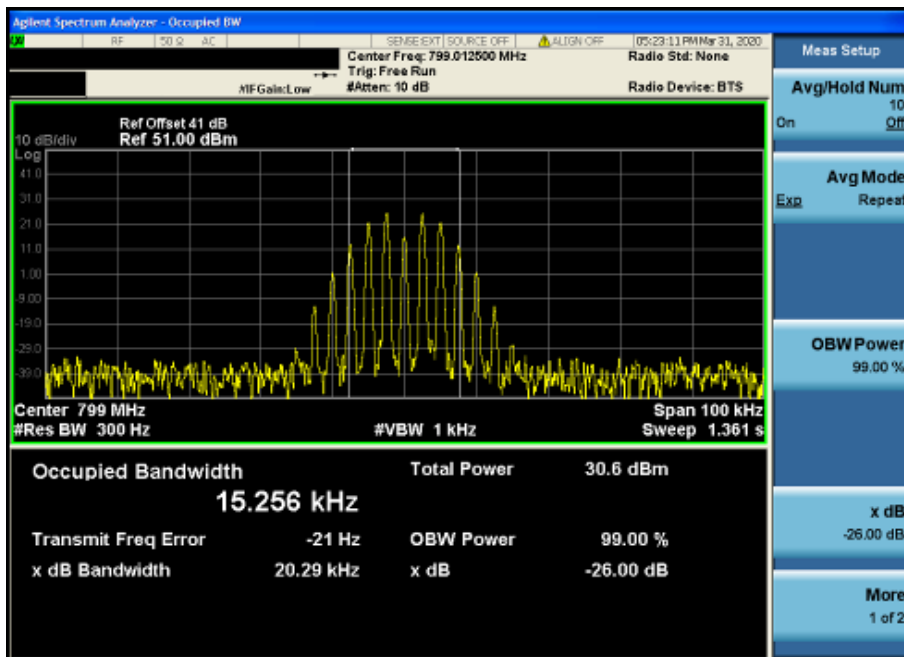 Agilent Spectrum Analyzer - Occupied BW
RF 50 Ω AC SENSE:EXT SOURCE OFF ALIGN OFF 05:23:11 PM Mar 31, 2020
Center Freq: 799.012500 MHz Radio Std: None
Trig: Free Run
#IFGain:Low #Atten: 10 dB Radio Device: BTS
Ref Offset 41 dB
10 dB/div Ref 51.00 dBm
Log
41.0
31.0
21.0
11.0
1.00
-9.00
-19.0
-29.0
-39.0
Center 799 MHz Span 100 kHz
#Res BW 300 Hz #VBW 1 kHz Sweep 1.361 s
Occupied Bandwidth Total Power 30.6 dBm
15.256 kHz
Transmit Freq Error -21 Hz OBW Power 99.00 %
x dB Bandwidth 20.29 kHz x dB -26.00 dB
Meas Setup
Avg/Hold Num
10
On Off
Avg Mode
Exp Repeat
OBW Power
99.00 %
x dB
-26.00 dB
More
1 of 2